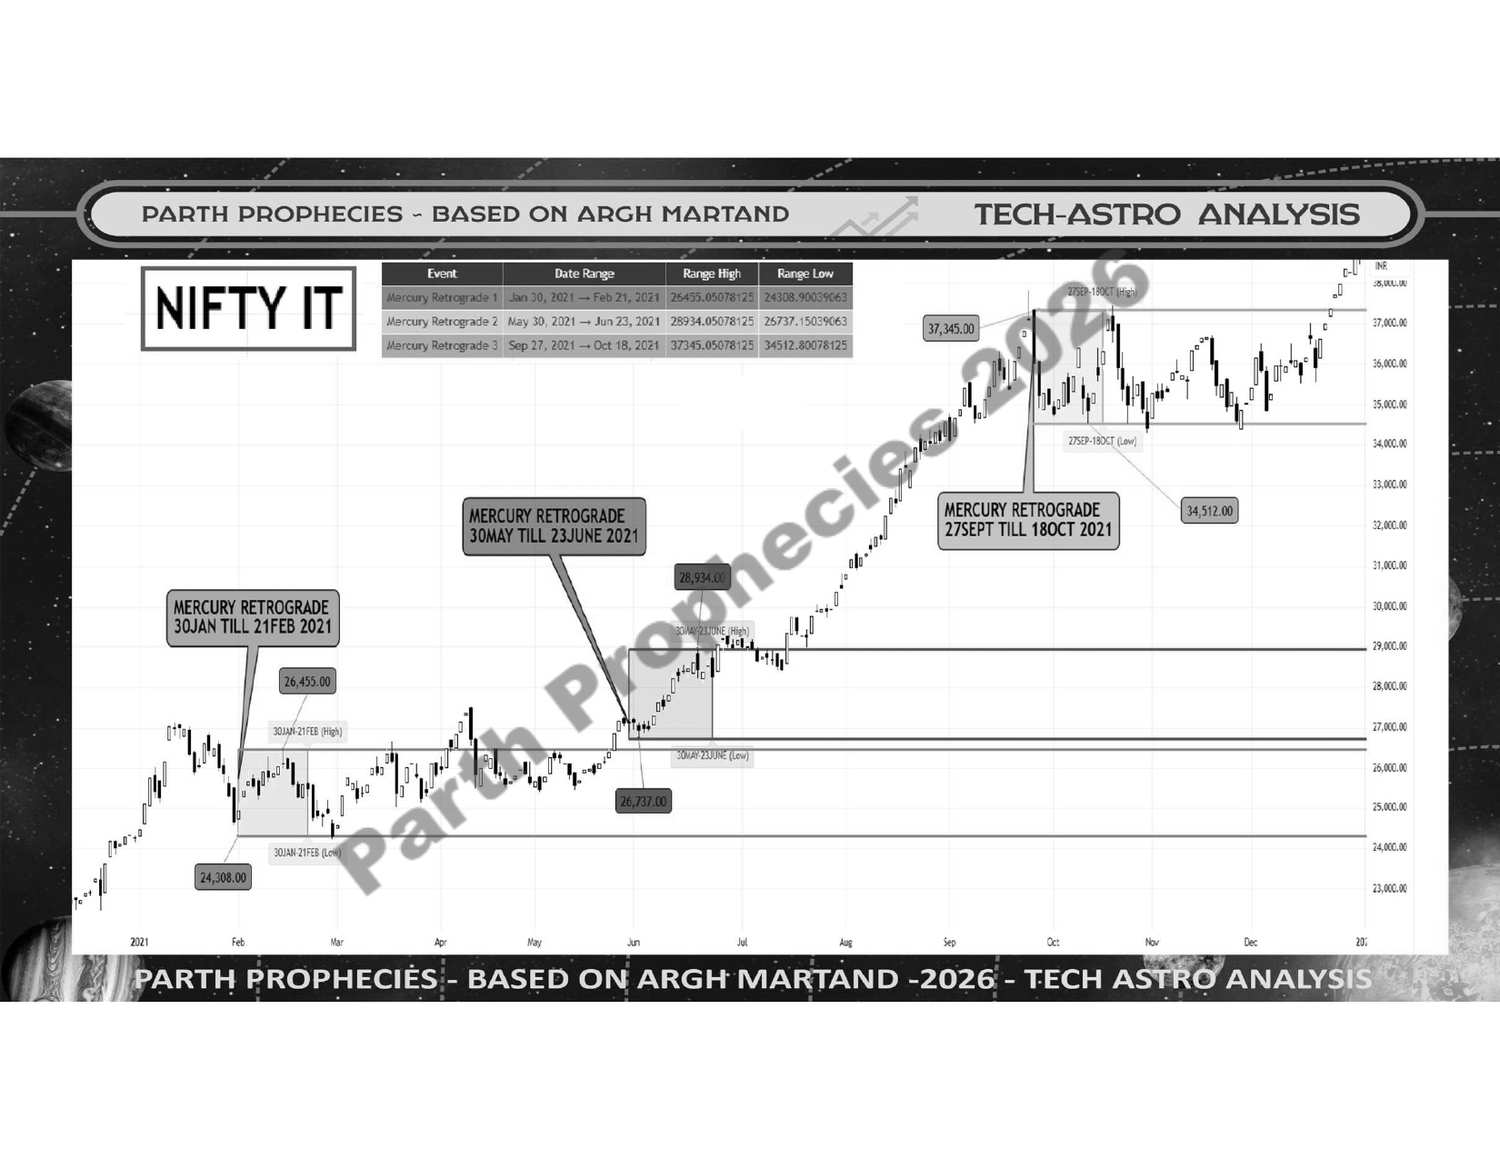 PARTH PROPHECIES ~ BASED ON ARGH MARTAND
TECH-ASTRO ANALYSIS
NIFTY IT
Event Date Range Range High Range Low
Mercury Retrograde 1 Jan 30, 2021 → Feb 21, 2021 26455.05078125 24308.90039063
Mercury Retrograde 2 May 30, 2021 → Jun 23, 2021 28934.05078125 26737.15039063
Mercury Retrograde 3 Sep 27, 2021 → Oct 18, 2021 37345.05078125 34512.80078125
INR
38,000.00
37,000.00
36,000.00
35,000.00
34,000.00
33,000.00
32,000.00
31,000.00
30,000.00
29,000.00
28,000.00
27,000.00
26,000.00
25,000.00
24,000.00
23,000.00
27SEP-18OCT (High)
37,345.00
27SEP-18OCT (Low)
34,512.00
MERCURY RETROGRADE
27SEPT TILL 18OCT 2021
MERCURY RETROGRADE
30MAY TILL 23JUNE 2021
28,934.00
30MAY-23JUNE (High)
30MAY-23JUNE (Low)
26,737.00
MERCURY RETROGRADE
30JAN TILL 21FEB 2021
26,455.00
30JAN-21FEB (High)
30JAN-21FEB (Low)
24,308.00
Parth Prophecies 2026
2021 Feb Mar Apr May Jun Jul Aug Sep Oct Nov Dec 202
PARTH PROPHECIES - BASED ON ARGH MARTAND -2026 - TECH ASTRO ANALYSIS